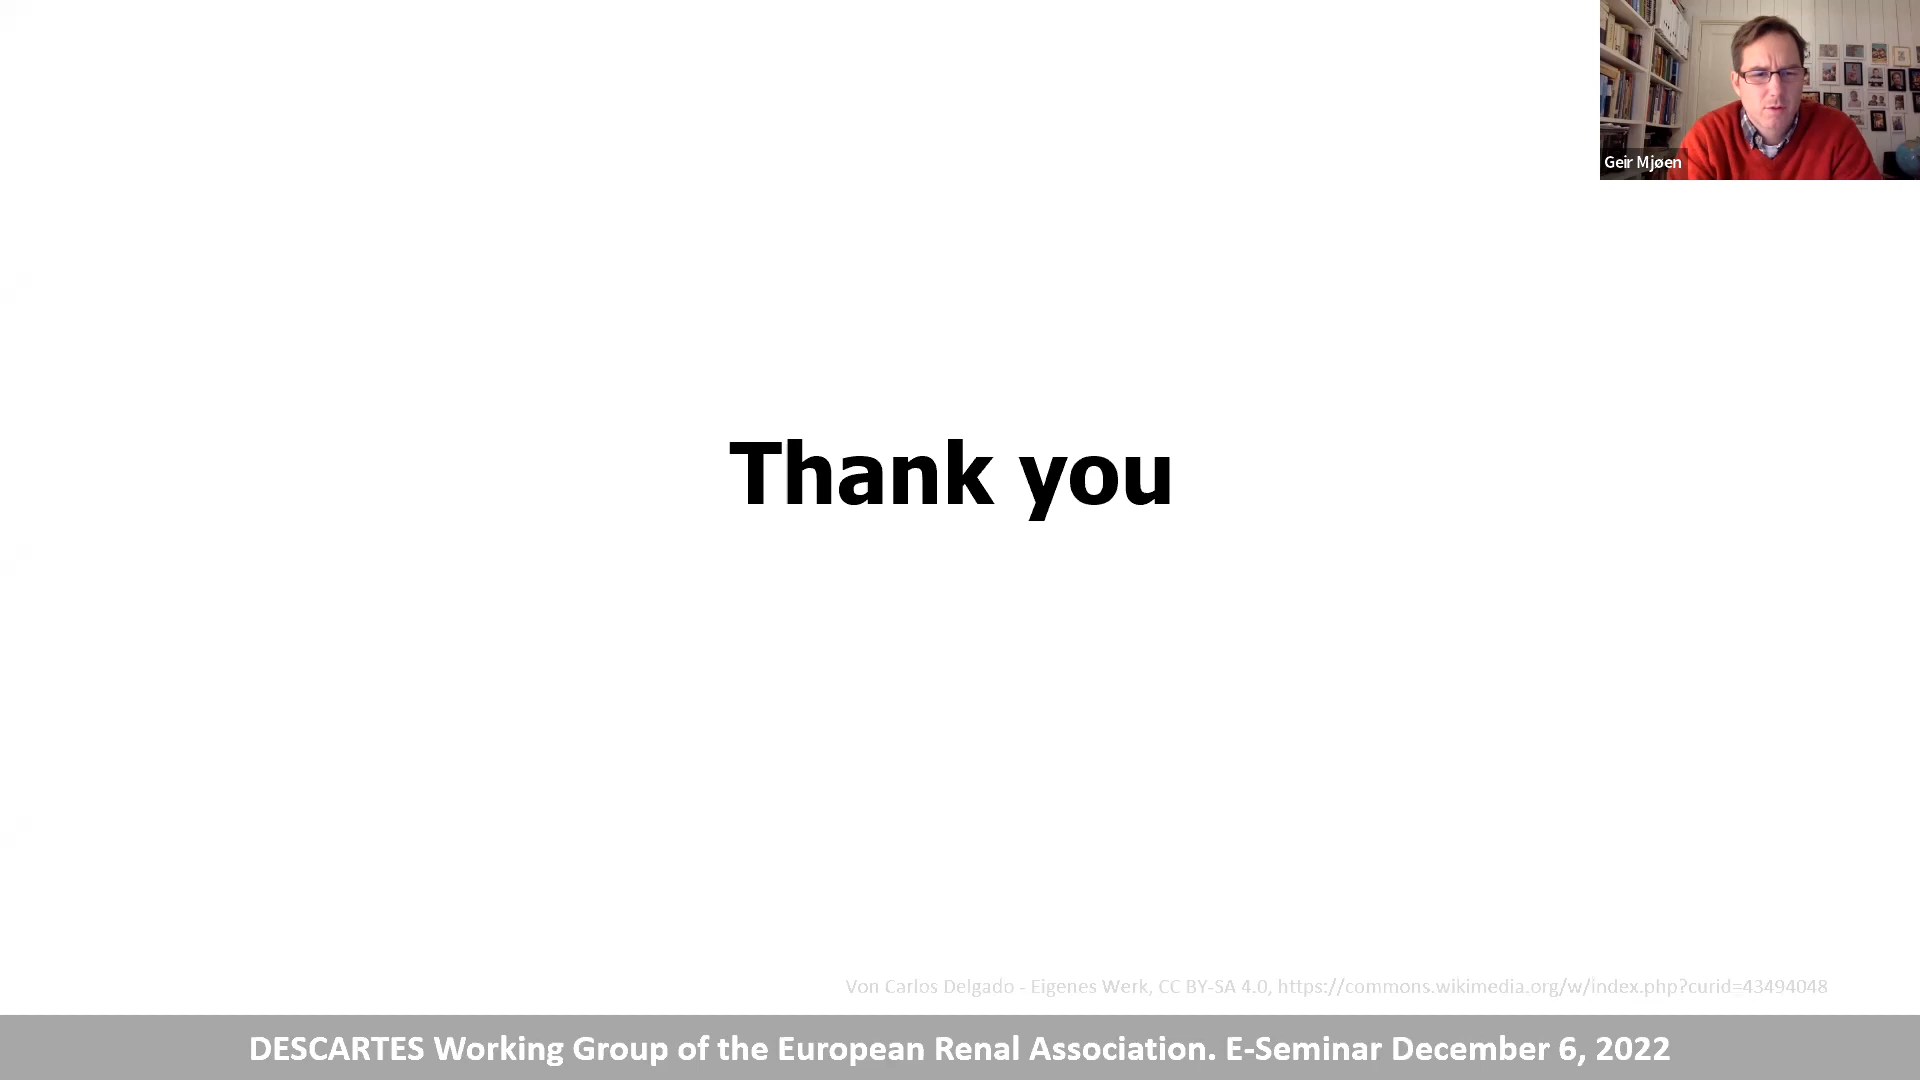 Geir Mjøen
Thank you
Von Carlos Delgado - Eigenes Werk, CC BY-SA 4.0, https://commons.wikimedia.org/w/index.php?curid=43494048
DESCARTES Working Group of the European Renal Association. E-Seminar December 6, 2022